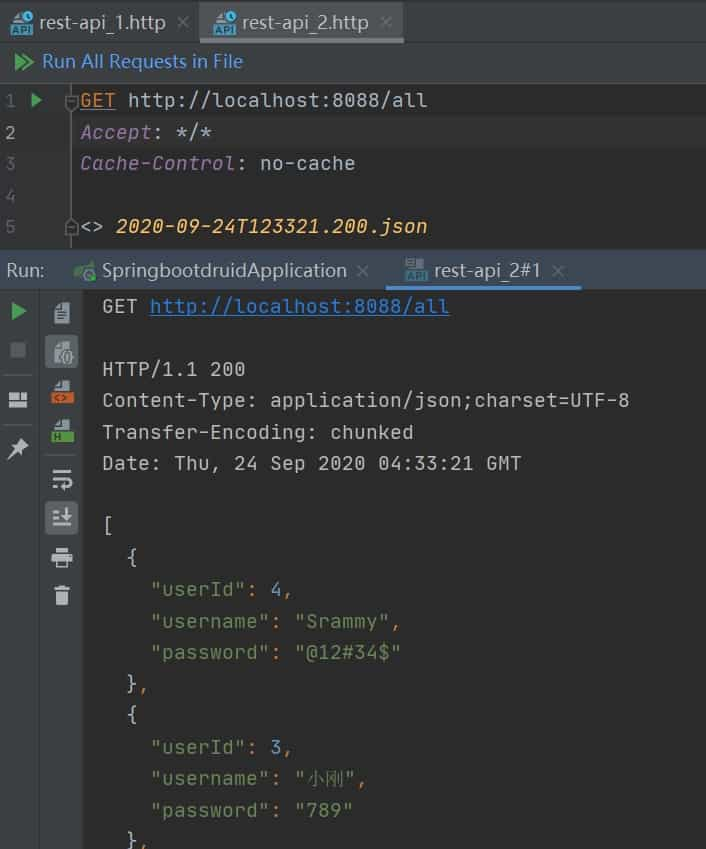 rest-api_1.http
rest-api_2.http
Run All Requests in File
1 GET http://localhost:8088/all
2 Accept: */*
3 Cache-Control: no-cache
4
5 <> 2020-09-24T123321.200.json
Run: SpringbootdruidApplication rest-api_2#1
GET http://localhost:8088/all
HTTP/1.1 200
Content-Type: application/json;charset=UTF-8
Transfer-Encoding: chunked
Date: Thu, 24 Sep 2020 04:33:21 GMT
[
{
"userId": 4,
"username": "Srammy",
"password": "@12#34$"
},
{
"userId": 3,
"username": "小刚",
"password": "789"
},